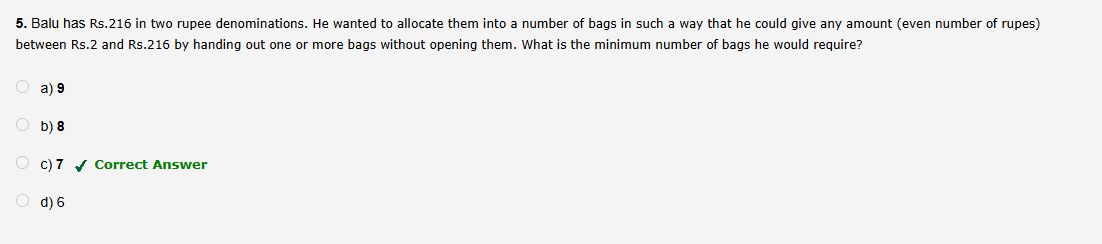 5. Balu has Rs.216 in two rupee denominations. He wanted to allocate them into a number of bags in such a way that he could give any amount (even number of rupes)
between Rs.2 and Rs.216 by handing out one or more bags without opening them. What is the minimum number of bags he would require?
a) 9
b) 8
c) 7 ✓ Correct Answer
d) 6